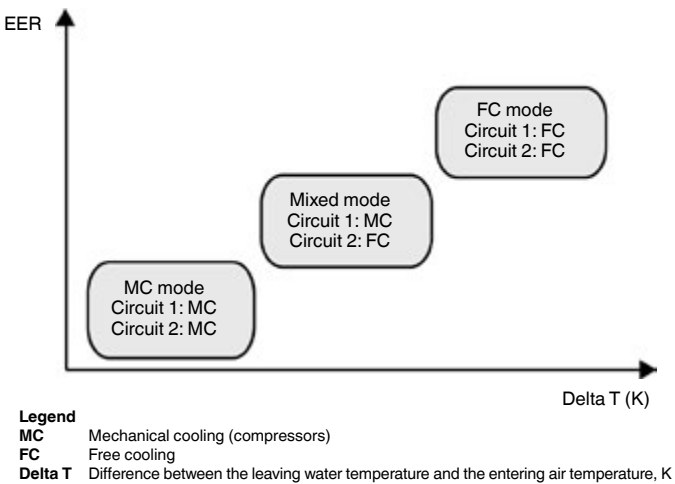 EER
FC mode
Circuit 1: FC
Circuit 2: FC
Mixed mode
Circuit 1: MC
Circuit 2: FC
MC mode
Circuit 1: MC
Circuit 2: MC
Delta T (K)
Legend
MC Mechanical cooling (compressors)
FC Free cooling
Delta T Difference between the leaving water temperature and the entering air temperature, K